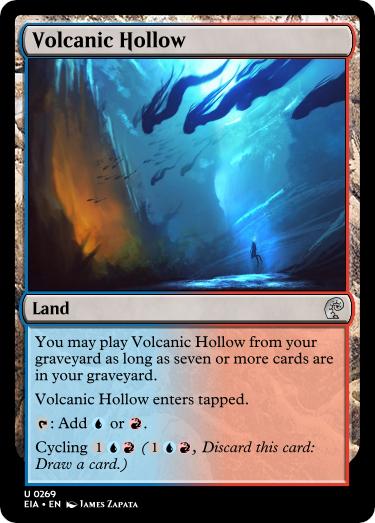 Volcanic Hollow
Land
You may play Volcanic Hollow from your
graveyard as long as seven or more cards are
in your graveyard.
Volcanic Hollow enters tapped.
: Add or .
Cycling 1 (1 , Discard this card:
Draw a card.)
U 0269
EIA • EN James Zapata